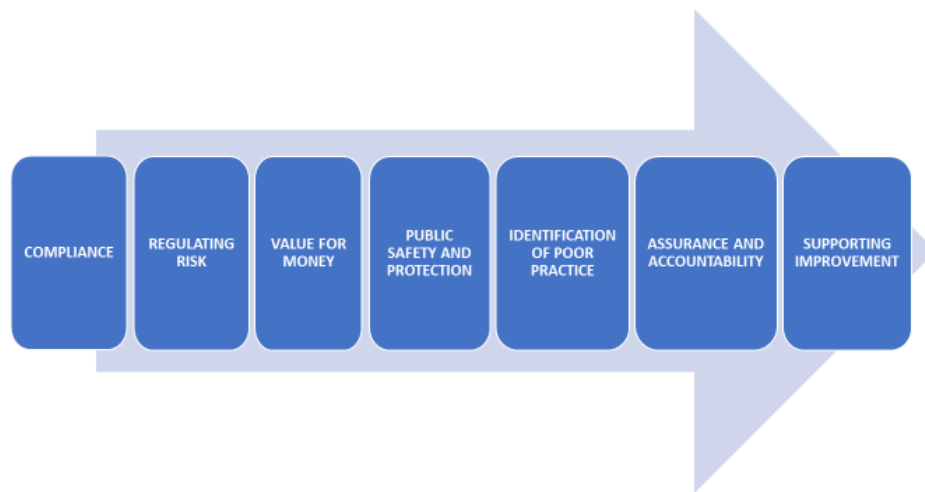 COMPLIANCE
REGULATING
RISK
VALUE FOR
MONEY
PUBLIC
SAFETY AND
PROTECTION
IDENTIFICATION
OF POOR
PRACTICE
ASSURANCE AND
ACCOUNTABILITY
SUPPORTING
IMPROVEMENT